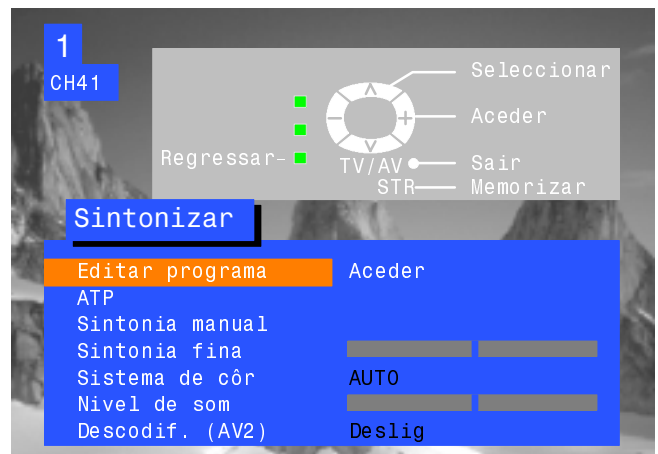 1
CH41
Seleccionar
Aceder
Regressar
TV/AV
Sair
STR
Memorizar
Sintonizar
Editar programa Aceder
ATP
Sintonia manual
Sintonia fina
Sistema de côr AUTO
Nivel de som
Descodif. (AV2) Deslig